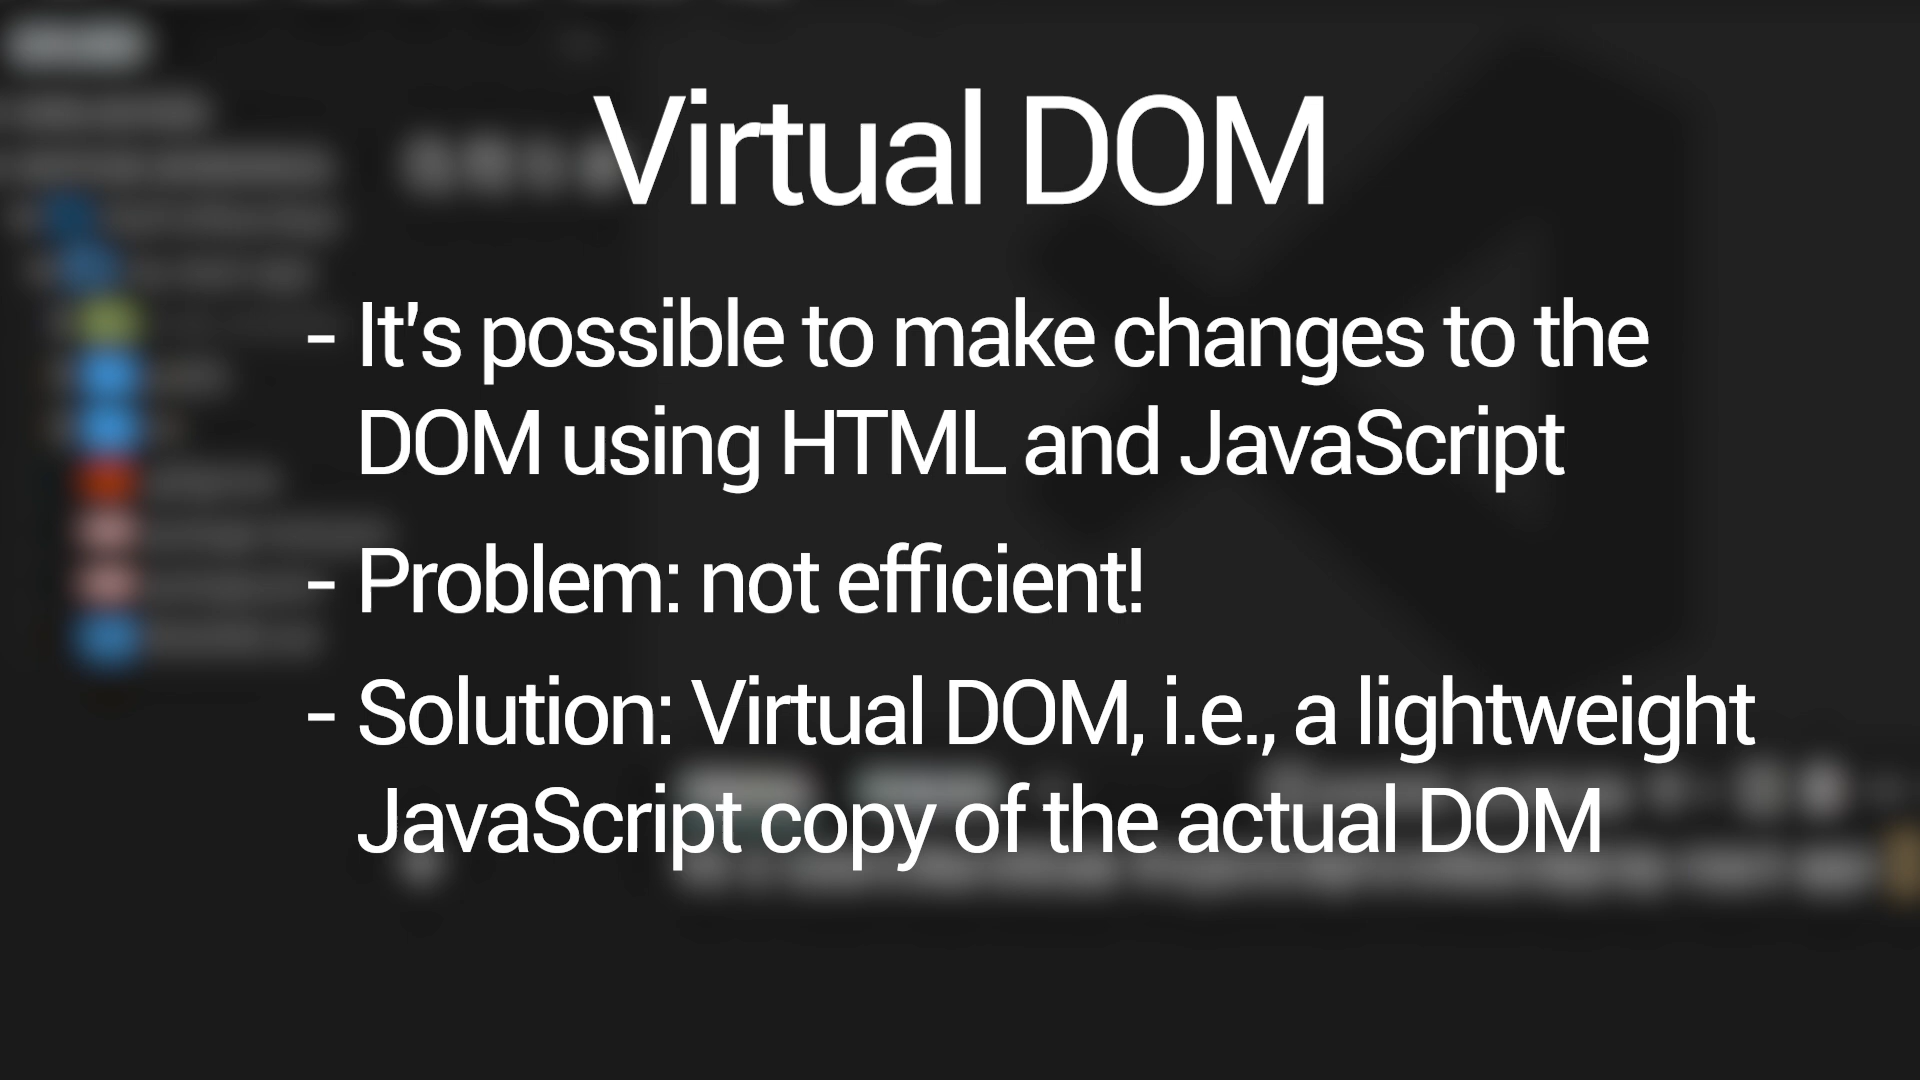 Virtual DOM
- It's possible to make changes to the
DOM using HTML and JavaScript
- Problem: not efficient!
- Solution: Virtual DOM, i.e., a lightweight
JavaScript copy of the actual DOM